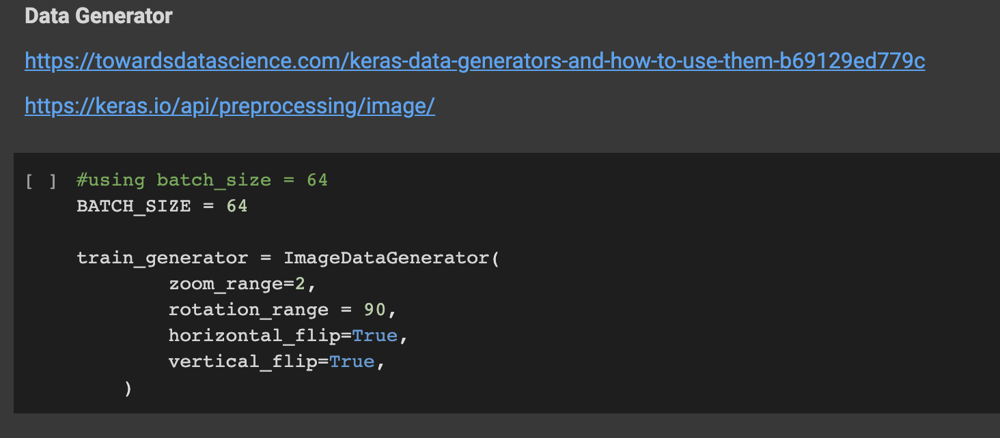 Data Generator
https://towardsdatascience.com/keras-data-generators-and-how-to-use-them-b69129ed779c
https://keras.io/api/preprocessing/image/
[ ] #using batch_size = 64
BATCH_SIZE = 64
train_generator = ImageDataGenerator(
zoom_range=2,
rotation_range = 90,
horizontal_flip=True,
vertical_flip=True,
)